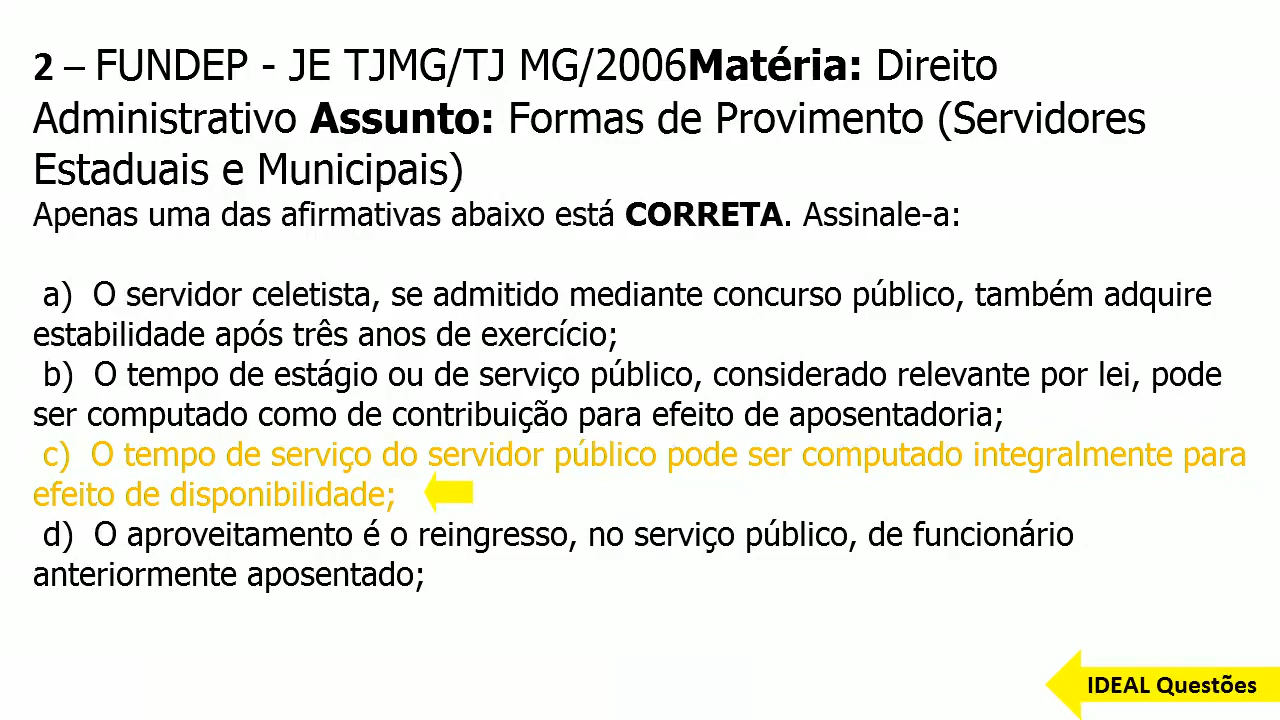 2 – FUNDEP - JE TJMG/TJ MG/2006Matéria: Direito
Administrativo Assunto: Formas de Provimento (Servidores
Estaduais e Municipais)
Apenas uma das afirmativas abaixo está CORRETA. Assinale-a:
a) O servidor celetista, se admitido mediante concurso público, também adquire
estabilidade após três anos de exercício;
b) O tempo de estágio ou de serviço público, considerado relevante por lei, pode
ser computado como de contribuição para efeito de aposentadoria;
c) O tempo de serviço do servidor público pode ser computado integralmente para
efeito de disponibilidade;
d) O aproveitamento é o reingresso, no serviço público, de funcionário
anteriormente aposentado;
IDEAL Questões